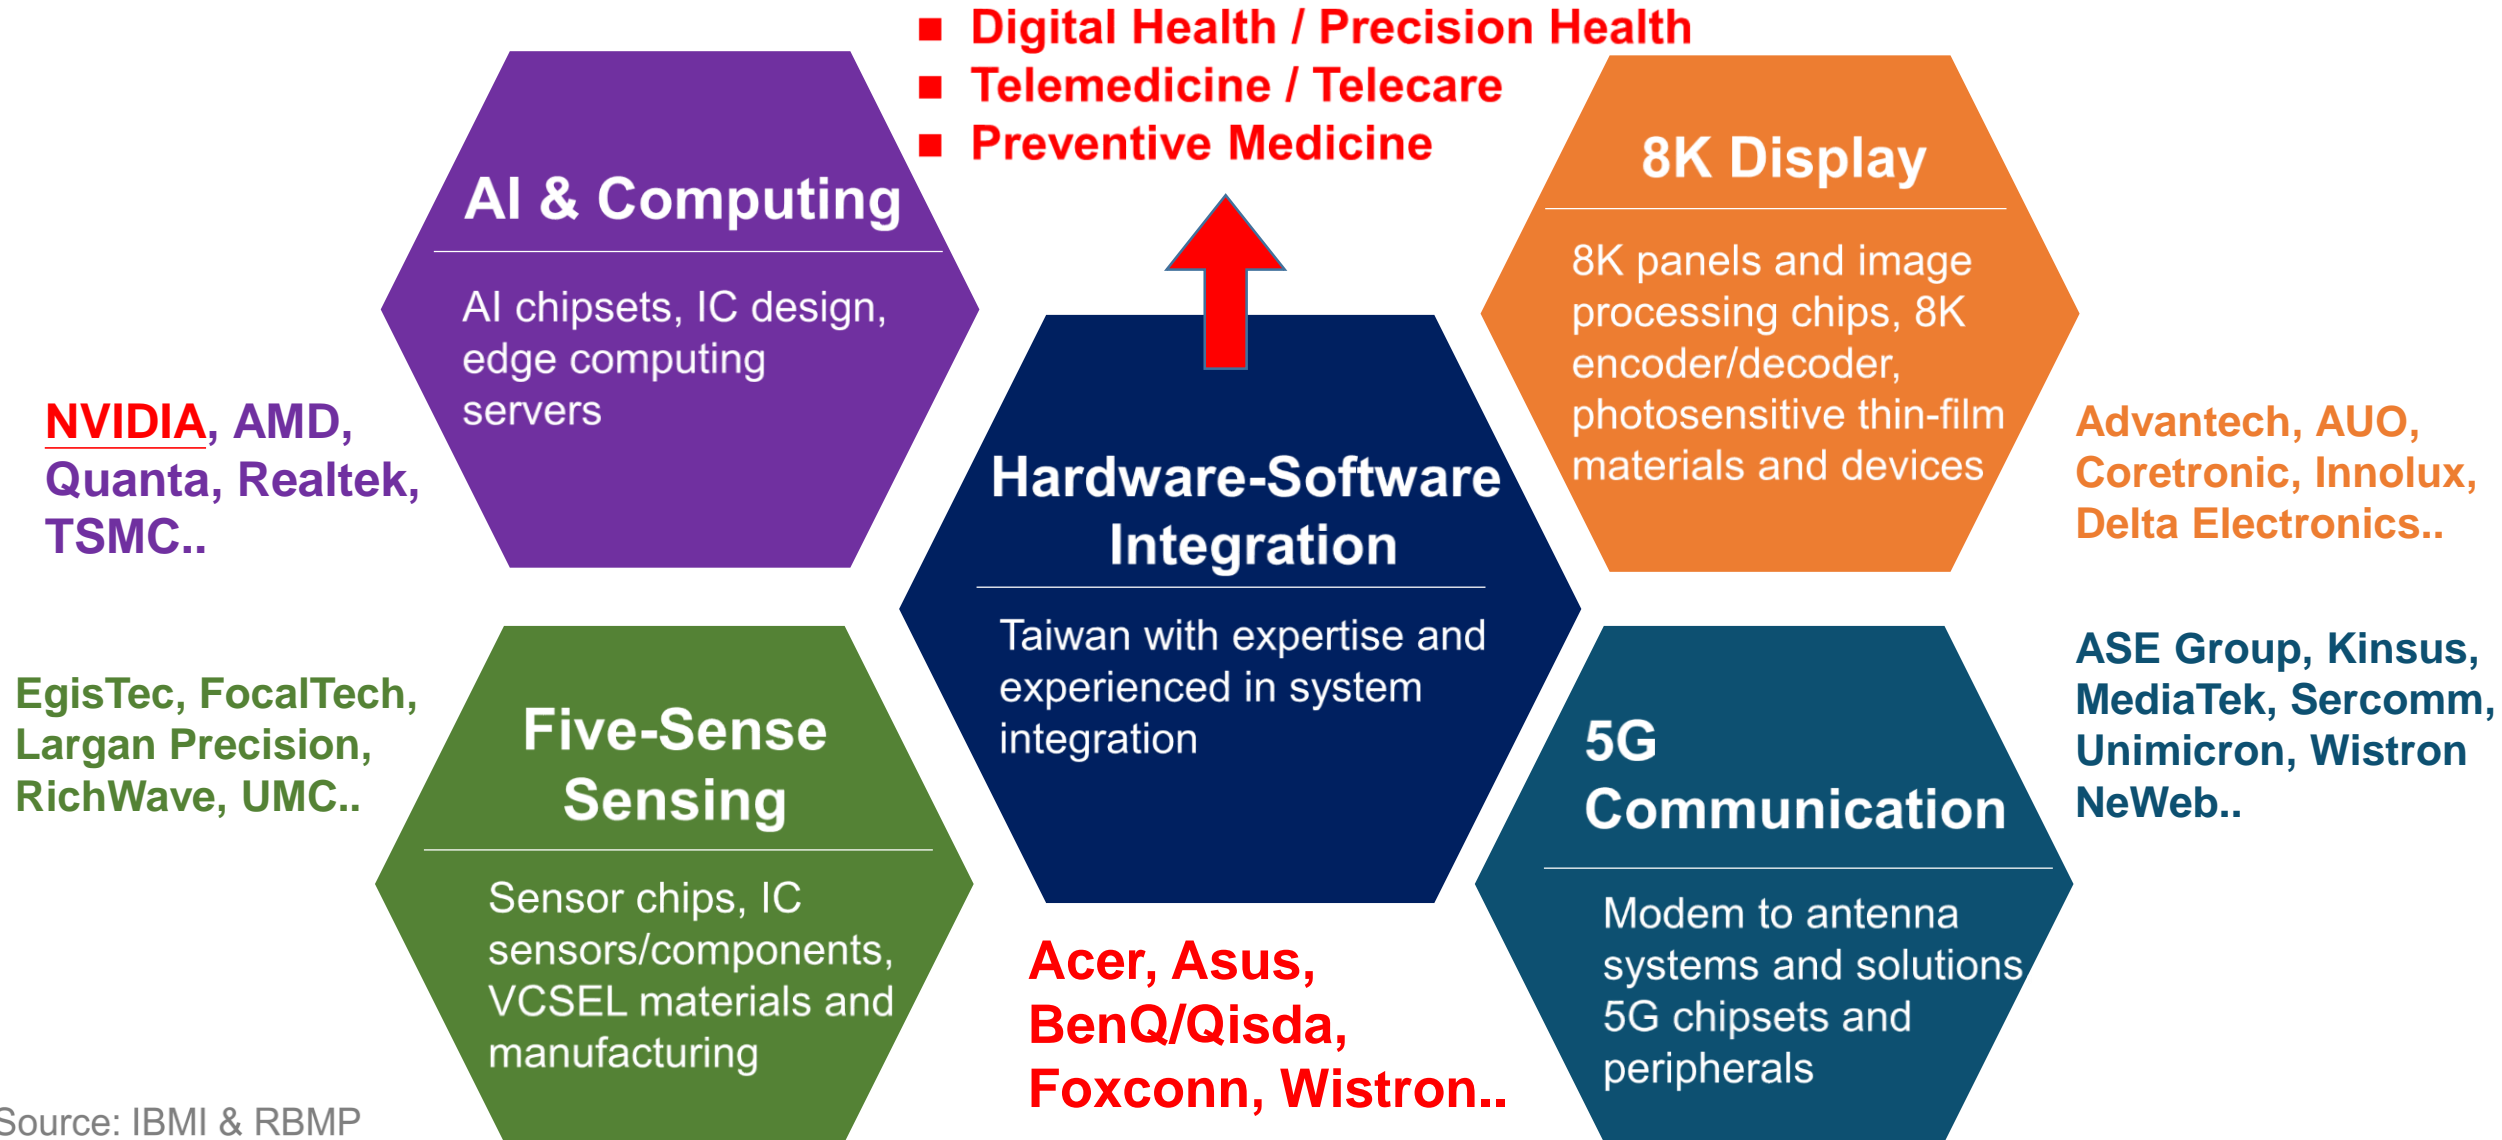 ■ Digital Health / Precision Health
■ Telemedicine / Telecare
■ Preventive Medicine
AI & Computing
AI chipsets, IC design,
edge computing
servers
NVIDIA, AMD,
Quanta, Realtek,
TSMC..
8K Display
8K panels and image
processing chips, 8K
encoder/decoder,
photosensitive thin-film
materials and devices
Advantech, AUO,
Coretronic, Innolux,
Delta Electronics..
Hardware-Software
Integration
Taiwan with expertise and
experienced in system
integration
Acer, Asus,
BenQ/Qisda,
Foxconn, Wistron..
EgisTec, FocalTech,
Largan Precision,
RichWave, UMC..
Five-Sense
Sensing
Sensor chips, IC
sensors/components,
VCSEL materials and
manufacturing
5G
Communication
Modem to antenna
systems and solutions
5G chipsets and
peripherals
ASE Group, Kinsus,
MediaTek, Sercomm,
Unimicron, Wistron
NeWeb..
Source: IBMI & RBMP